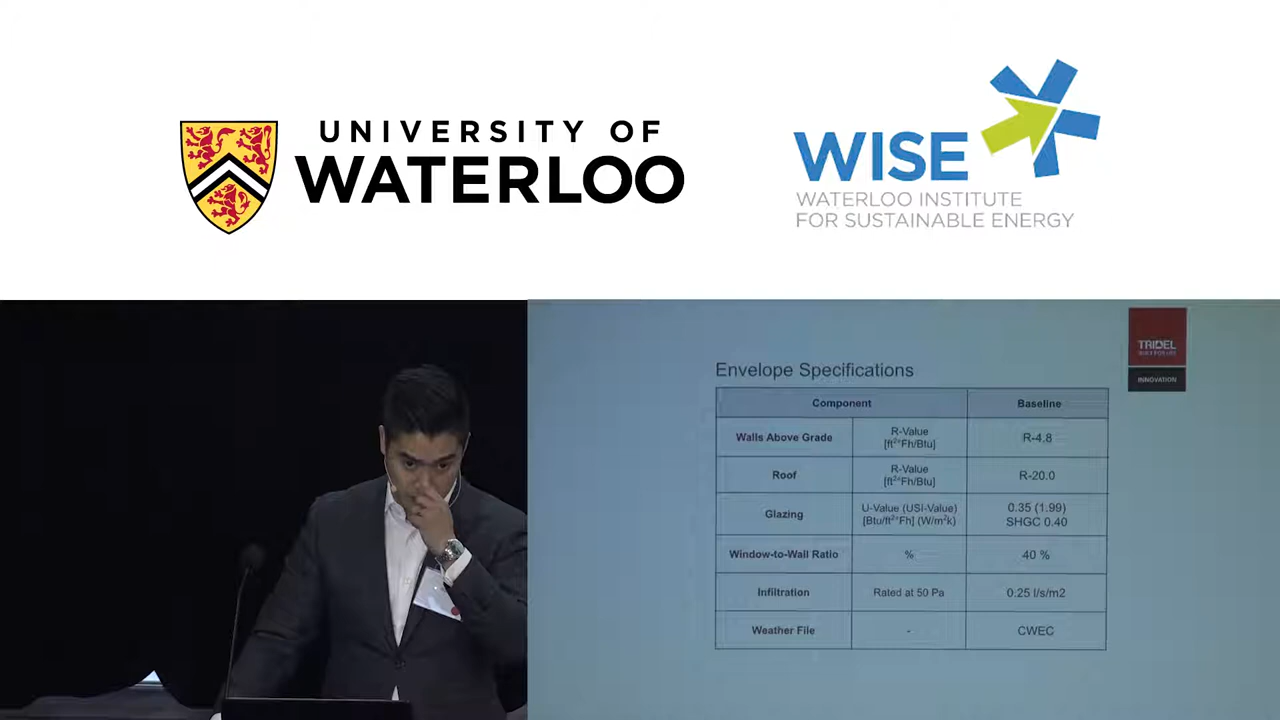 UNIVERSITY OF
WATERLOO
WISE
WATERLOO INSTITUTE
FOR SUSTAINABLE ENERGY
TRIDEL
BUILT FOR LIFE
INNOVATION
Envelope Specifications
Component
Baseline
Walls Above Grade
R-Value
[ft²*Fh/Btu]
R-4.8
Roof
R-Value
[ft²*Fh/Btu]
R-20.0
Glazing
U-Value (USI-Value)
[Btu/ft²*Fh] (W/m²k)
0.35 (1.99)
SHGC 0.40
Window-to-Wall Ratio
%
40 %
Infiltration
Rated at 50 Pa
0.25 l/s/m2
Weather File
-
CWEC